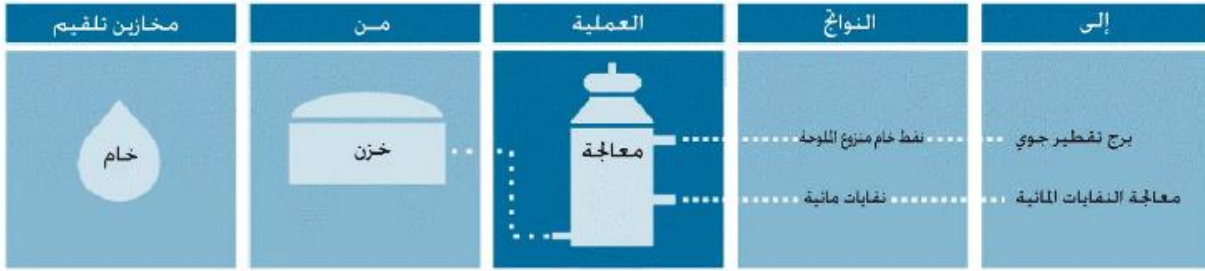 مخازين تلقيم
من
العملية
النواتج
إلى
خام
خزن
معالجة
نفط خام منزوع الملوحة
برج تقطير جوي
نفايات مائية
معالجة النفايات المائية